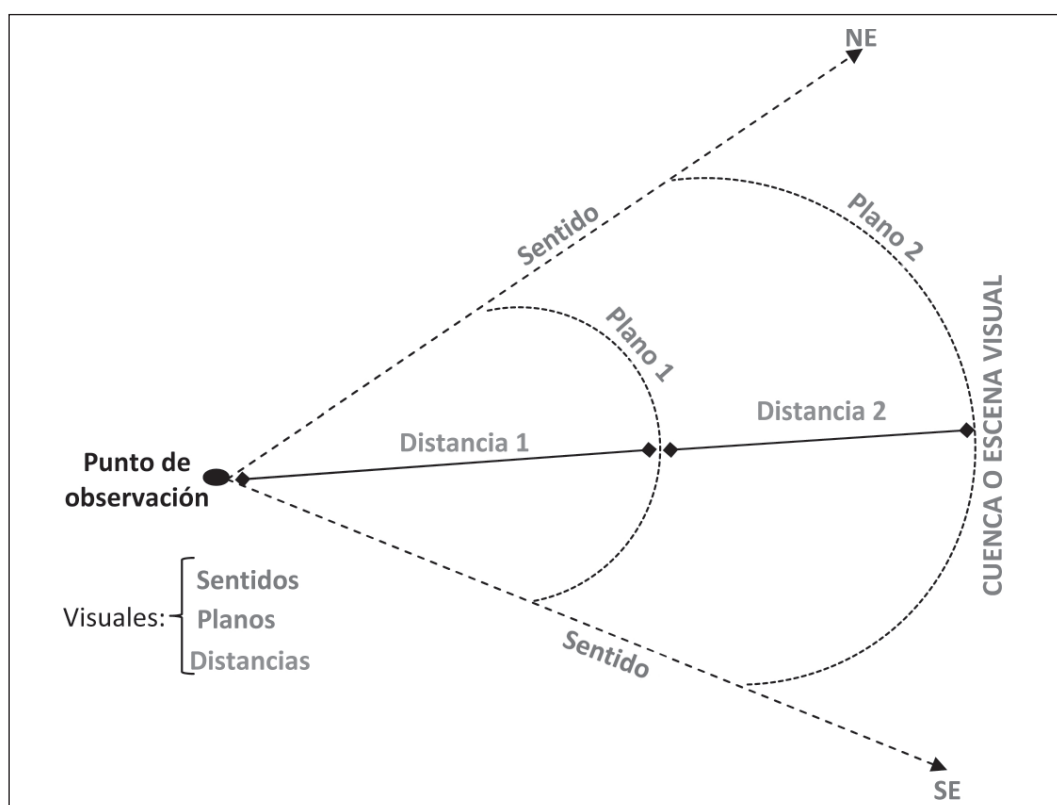 NE
Sentido
Plano 2
Plano 1
Distancia 2
Distancia 1
CUENCA O ESCENA VISUAL
Punto de
observación
Sentidos
Visuales:
Planos
Distancias
Sentido
SE